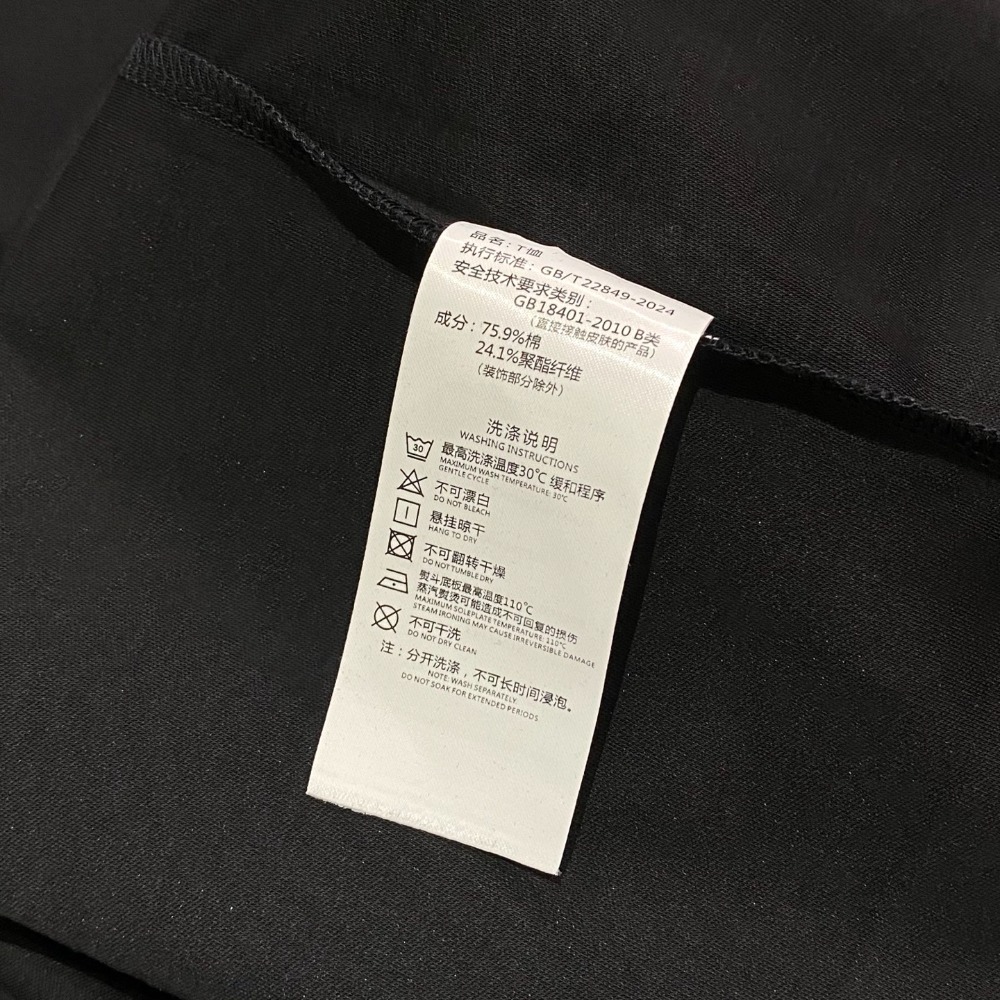 品名：T恤
执行标准：GB/T22849-2024
安全技术要求类别：
GB18401-2010 B类
（直接接触皮肤的产品）
成分：75.9%棉
24.1%聚酯纤维
（装饰部分除外）
洗涤说明
WASHING INSTRUCTIONS
30
最高洗涤温度30℃ 缓和程序
MAXIMUM WASH TEMPERATURE: 30℃
GENTLE CYCLE
不可漂白
DO NOT BLEACH
悬挂晾干
HANG TO DRY
不可翻转干燥
DO NOT TUMBLE DRY
熨斗底板最高温度110℃
蒸汽熨烫可能造成不可回复的损伤
MAXIMUM SOLEPLATE TEMPERATURE: 110℃
STEAM IRONING MAY CAUSE IRREVERSIBLE DAMAGE
不可干洗
DO NOT DRY CLEAN
注：分开洗涤，不可长时间浸泡。
NOTE: WASH SEPARATELY
DO NOT SOAK FOR EXTENDED PERIODS